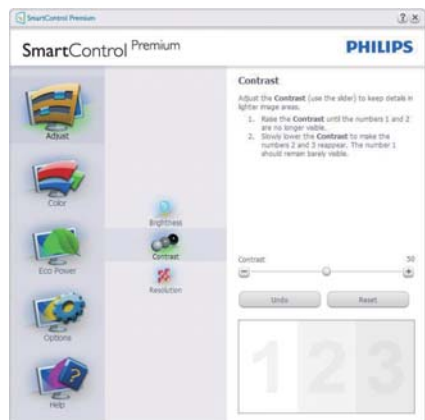 SmartControl Premium
SmartControl Premium
PHILIPS
Adjust
Color
Eco Power
Options
Help
Brightness
Contrast
Resolution
Contrast
Adjust the Contrast (use the slider) to keep details in
lighter image areas.
1. Raise the Contrast until the numbers 1 and 2
are no longer visible.
2. Slowly lower the Contrast to make the
numbers 2 and 3 reappear. The number 1
should remain barely visible.
Contrast 50
Undo Reset
1 2 3